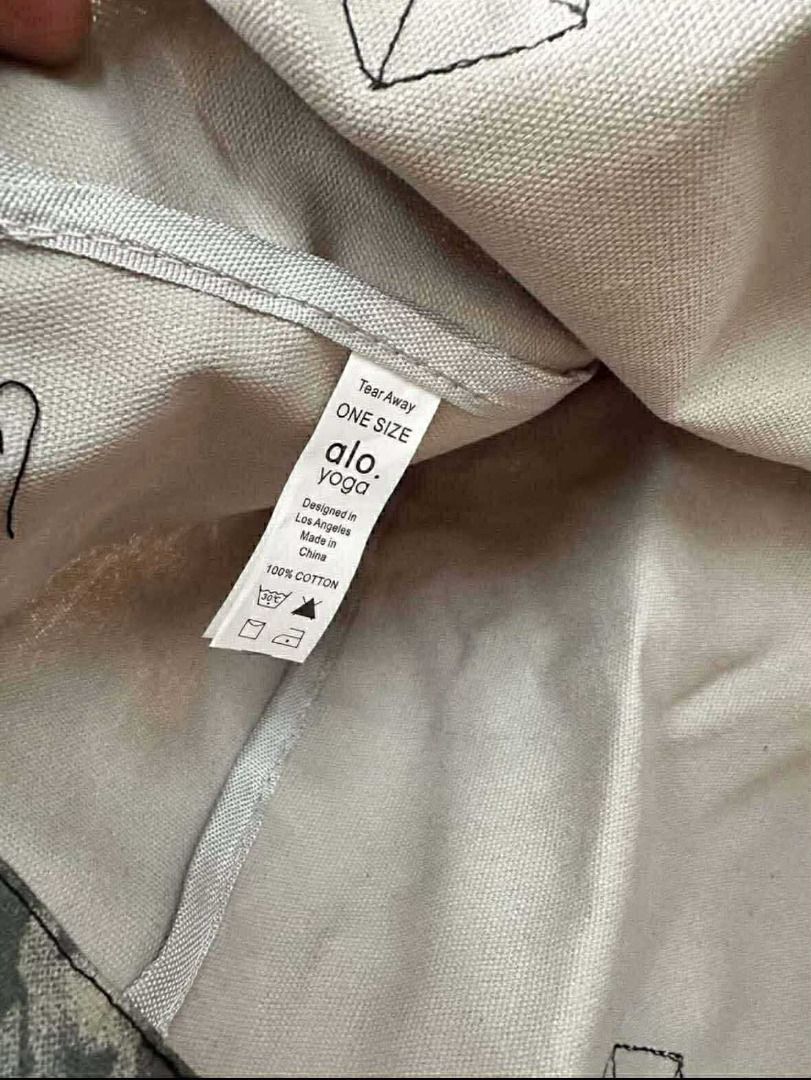 Tear Away
ONE SIZE
alo.
yoga
Designed in
Los Angeles
Made in
China
100% COTTON
30°C